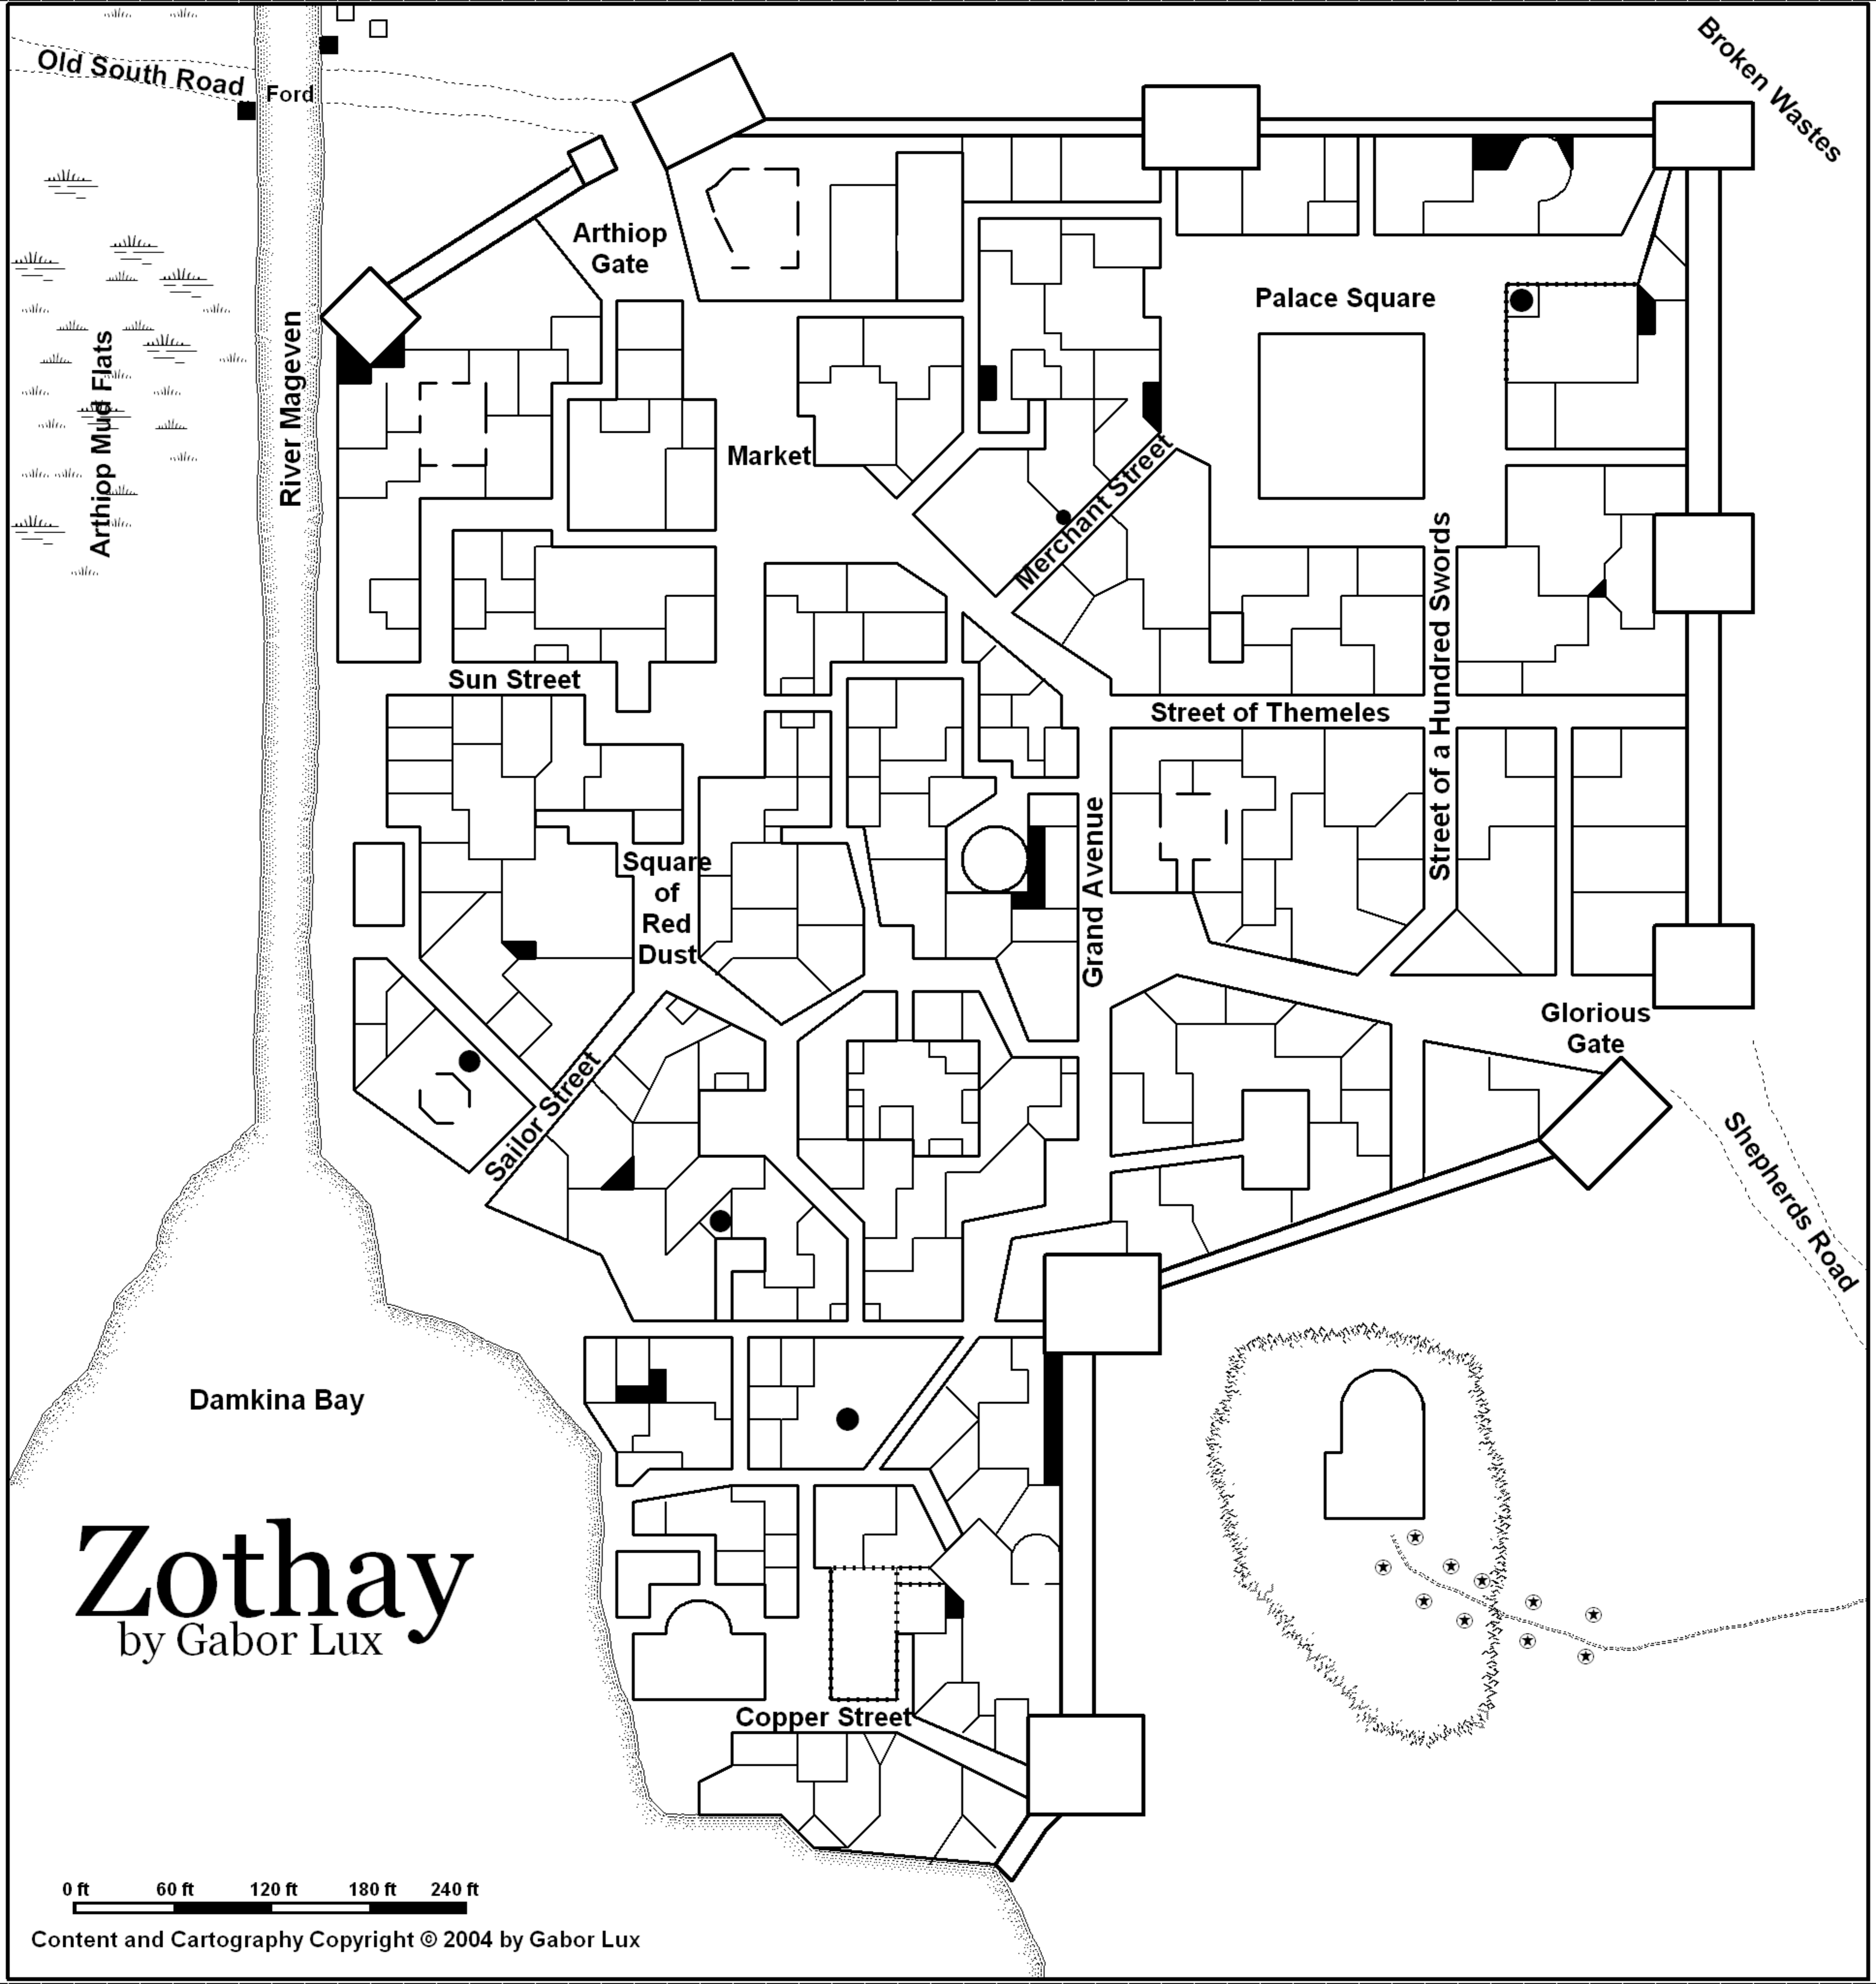 Broken Wastes
Old South Road
Ford
Arthiop
Gate
Palace Square
River Mageven
Arthiop Mud Flats
Market
Merchant Street
Street of a Hundred Swords
Sun Street
Street of Themeles
Square
of
Red
Dust
Grand Avenue
Glorious
Gate
Sailor Street
Shepherds Road
Damkina Bay
Zothay
by Gabor Lux
Copper Street
0 ft 60 ft 120 ft 180 ft 240 ft
Content and Cartography Copyright © 2004 by Gabor Lux